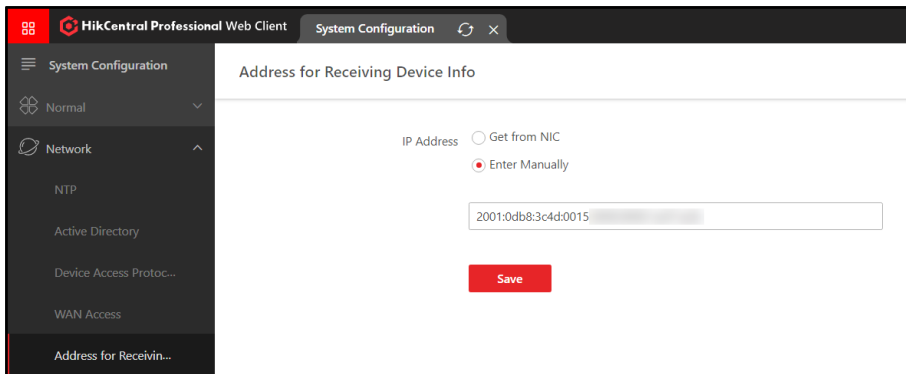 HikCentral Professional Web Client
System Configuration
System Configuration
Address for Receiving Device Info
Normal
Network
NTP
Active Directory
Device Access Protoc...
WAN Access
Address for Receivin...
IP Address
Get from NIC
Enter Manually
2001:0db8:3c4d:0015
Save